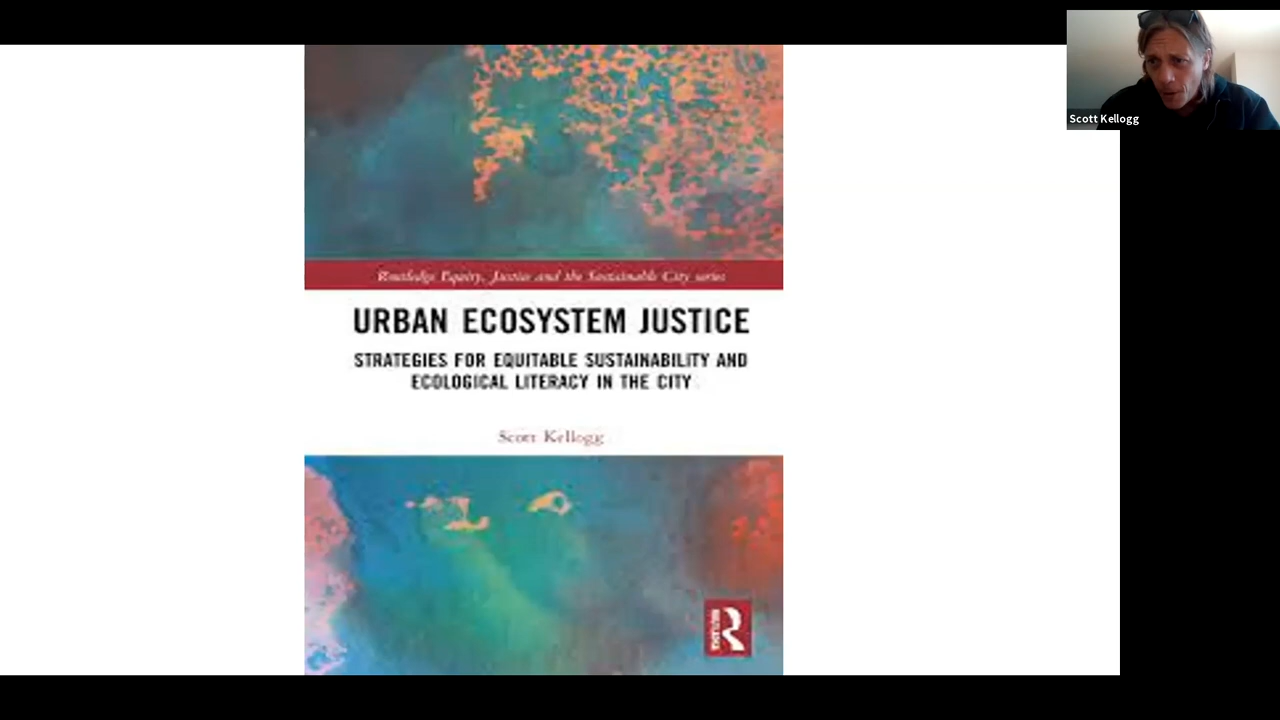 Routledge Equity, Justice and the Sustainable City series
URBAN ECOSYSTEM JUSTICE
STRATEGIES FOR EQUITABLE SUSTAINABILITY AND
ECOLOGICAL LITERACY IN THE CITY
Scott Kellogg
ROUTLEDGE
Scott Kellogg